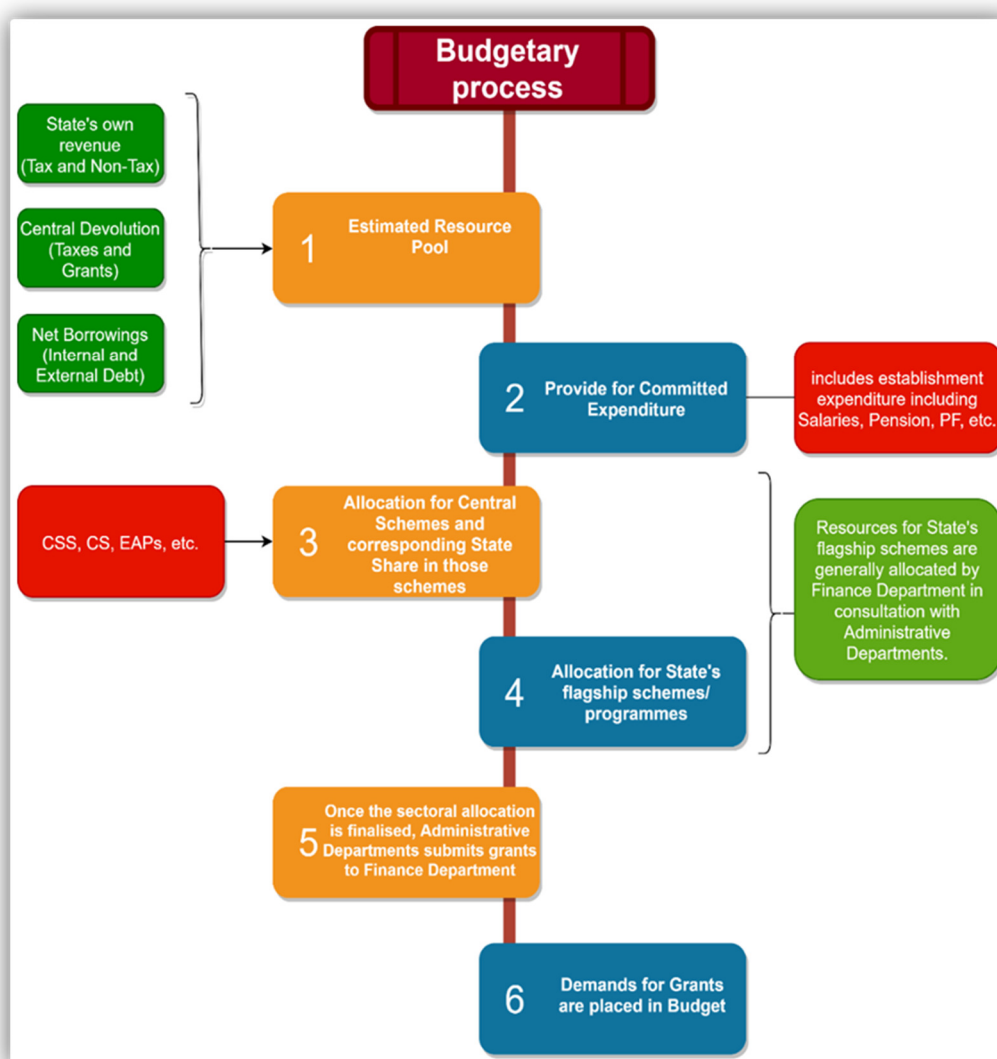 Budgetary
process
State's own
revenue
(Tax and Non-Tax)
Central Devolution
(Taxes and
Grants)
Net Borrowings
(Internal and
External Debt)
1
Estimated Resource
Pool
2
Provide for Committed
Expenditure
includes establishment
expenditure including
Salaries, Pension, PF, etc.
CSS, CS, EAPs, etc.
3
Allocation for Central
Schemes and
corresponding State
Share in those
schemes
Resources for State's
flagship schemes are
generally allocated by
Finance Department in
consultation with
Administrative
Departments.
4
Allocation for State's
flagship schemes/
programmes
5
Once the sectoral allocation
is finalised, Administrative
Departments submits grants
to Finance Department
6
Demands for Grants
are placed in Budget